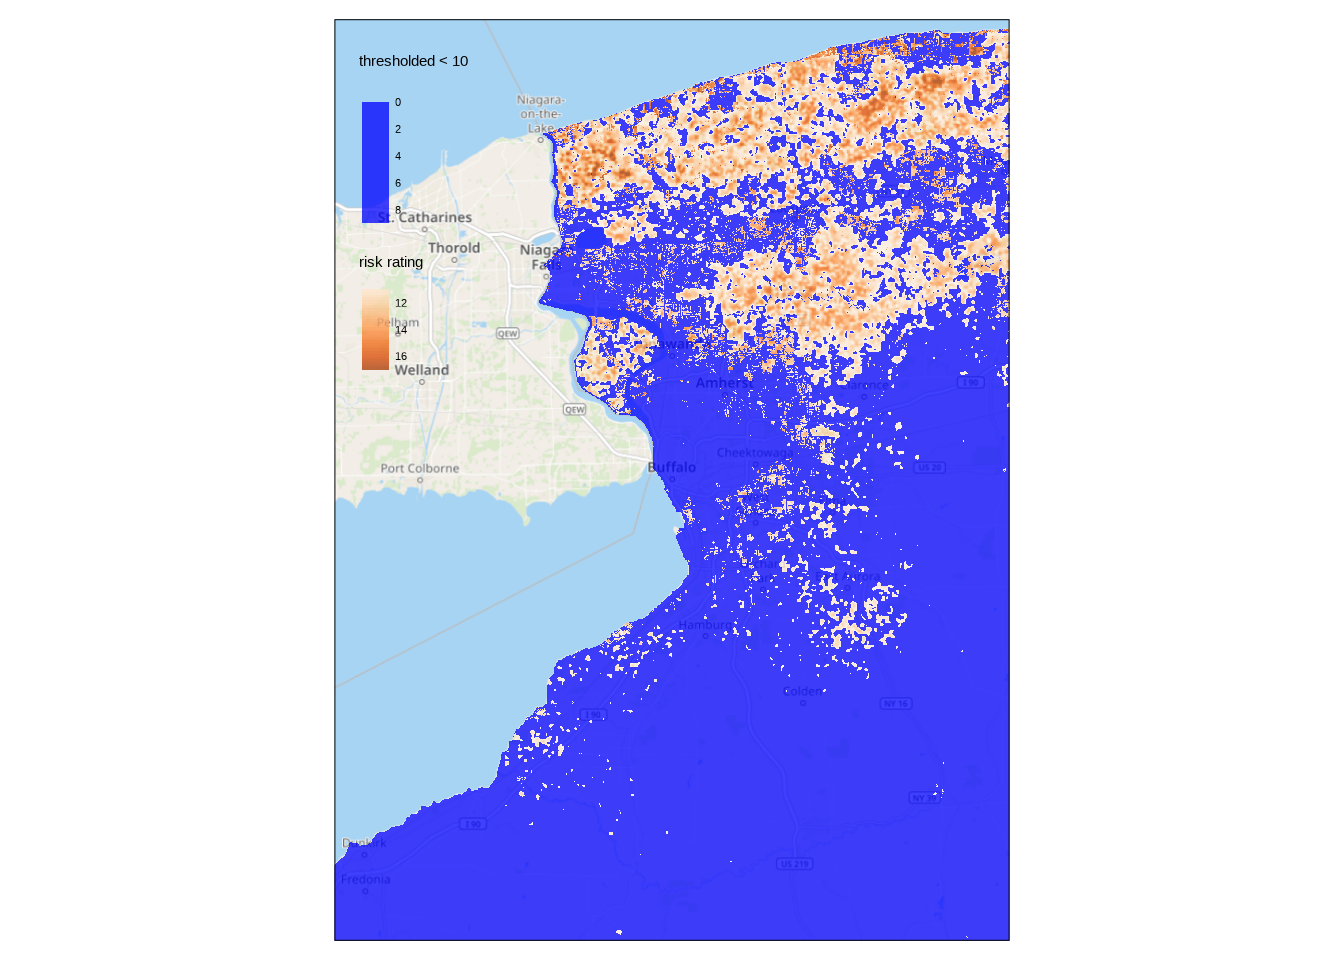 thresholded < 10
0
2
4
6
8
risk rating
12
14
16
Niagara-
on-the-
Lake
St. Catharines
Thorold
Niaga
Falls
Pelham
QEW
Welland
QEW
Port Colborne
Amherst
Clarence
I 90
Cheektowaga
US 20
Buffalo
Hamburg
Colden
NY 16
I 90
NY 39
I 90
US 219
Dunkirk
Fredonia